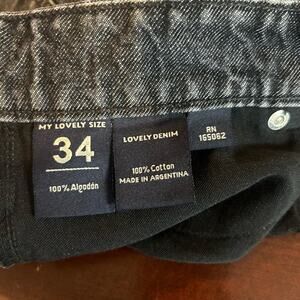 MY LOVELY SIZE
34
100% Algodón
LOVELY DENIM
100% Cotton
MADE IN ARGENTINA
RN
165062